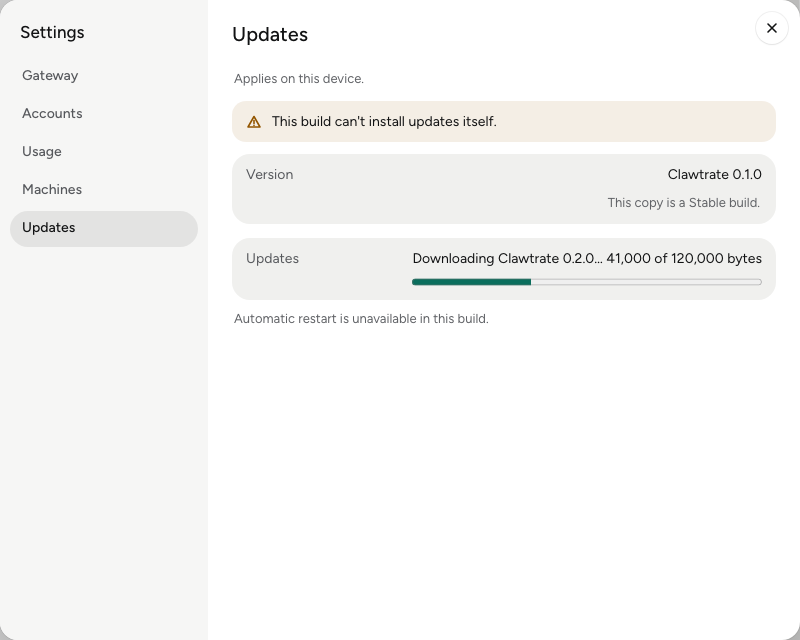 Settings
Gateway
Accounts
Usage
Machines
Updates
Updates
Applies on this device.
This build can't install updates itself.
Version
Clawtrate 0.1.0
This copy is a Stable build.
Updates
Downloading Clawtrate 0.2.0... 41,000 of 120,000 bytes
Automatic restart is unavailable in this build.